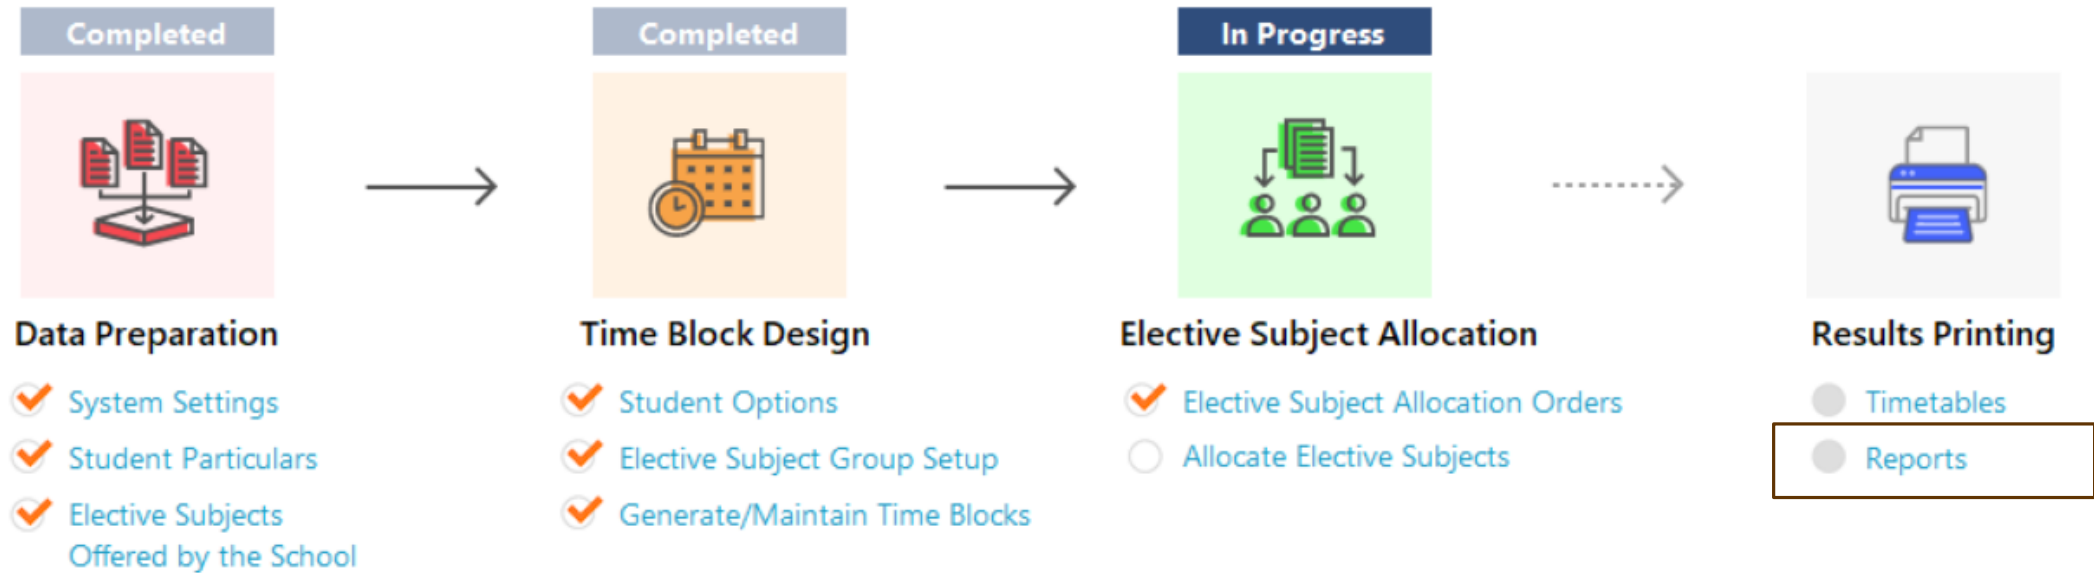 Completed
Completed
In Progress
Data Preparation
System Settings
Student Particulars
Elective Subjects
Offered by the School
Time Block Design
Student Options
Elective Subject Group Setup
Generate/Maintain Time Blocks
Elective Subject Allocation
Elective Subject Allocation Orders
Allocate Elective Subjects
Results Printing
Timetables
Reports